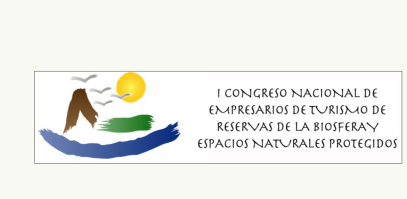 I CONGRESO NACIONAL DE
EMPRESARIOS DE TURISMO DE
RESERVAS DE LA BIOSFERA Y
ESPACIOS NATURALES PROTEGIDOS